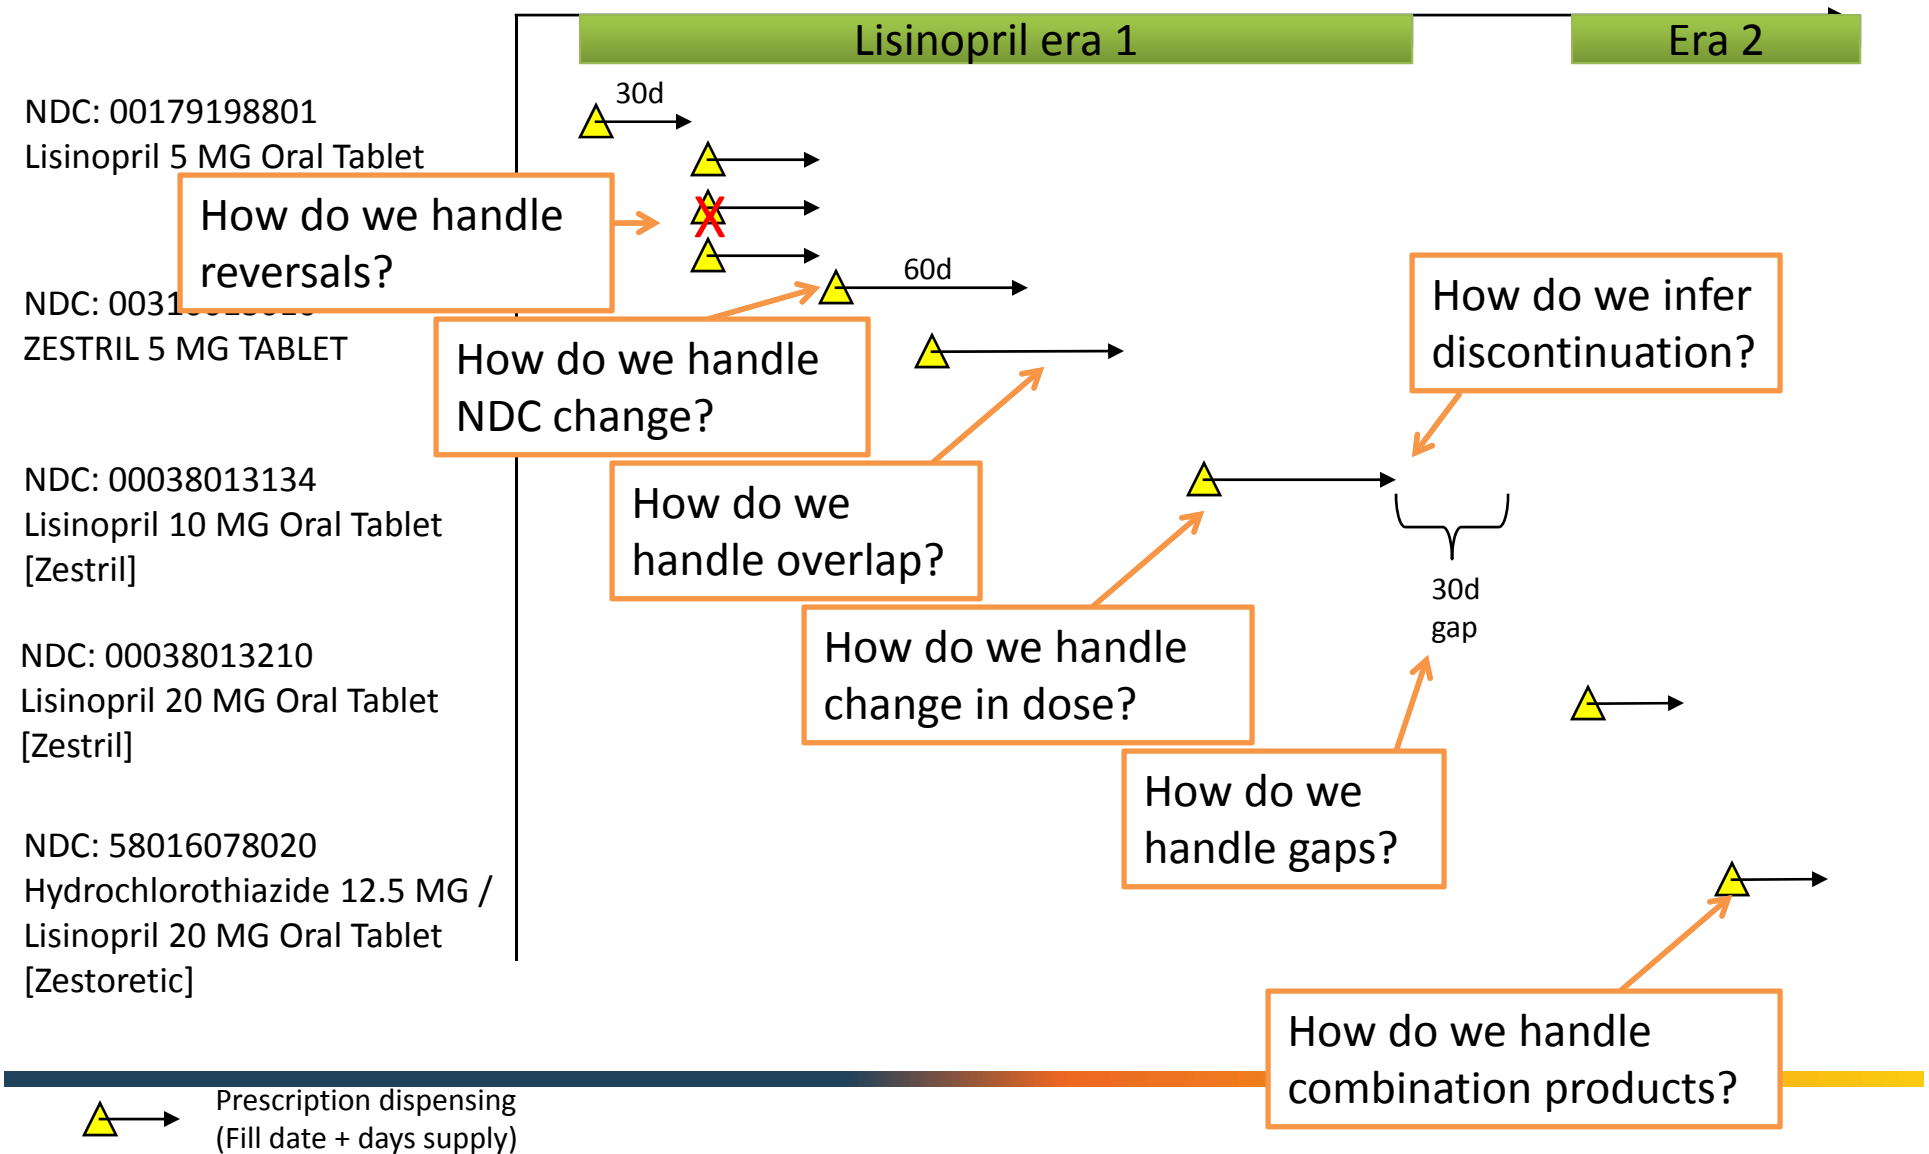 Lisinopril era 1
Era 2
NDC: 00179198801
Lisinopril 5 MG Oral Tablet
30d
How do we handle
reversals?
X
NDC:
ZESTRIL 5 MG TABLET
60d
How do we handle
NDC change?
How do we infer
discontinuation?
NDC: 00038013134
Lisinopril 10 MG Oral Tablet
[Zestril]
How do we
handle overlap?
30d
gap
NDC: 00038013210
Lisinopril 20 MG Oral Tablet
[Zestril]
How do we handle
change in dose?
How do we
handle gaps?
NDC: 58016078020
Hydrochlorothiazide 12.5 MG /
Lisinopril 20 MG Oral Tablet
[Zestoretic]
How do we handle
combination products?
Prescription dispensing
(Fill date + days supply)